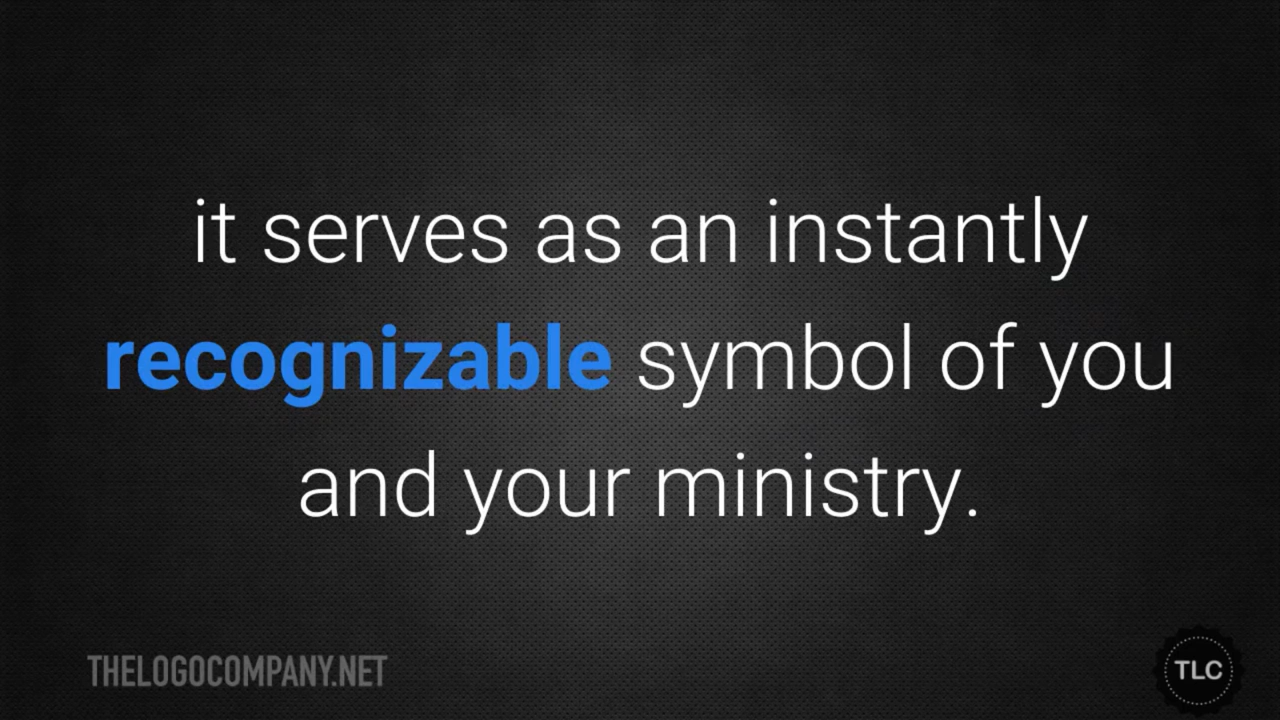 it serves as an instantly
recognizable symbol of you
and your ministry.
THELOGOCOMPANY.NET
TLC